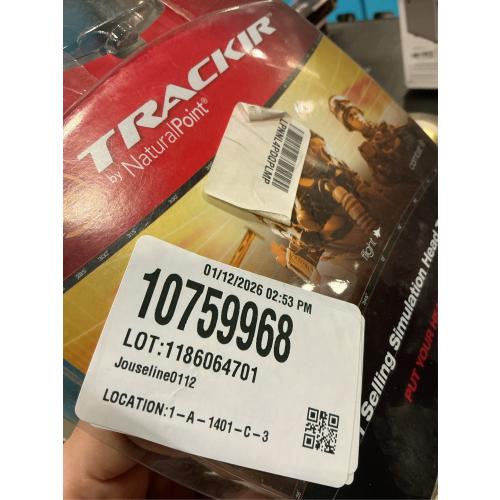 TRACKIR
by NaturalPoint®
flight
Selling Simulation Head
PUT YOUR
01/12/2026 02:53 PM
10759968
LOT:1186064701
Jouseline0112
LOCATION:1-A-1401-C-3